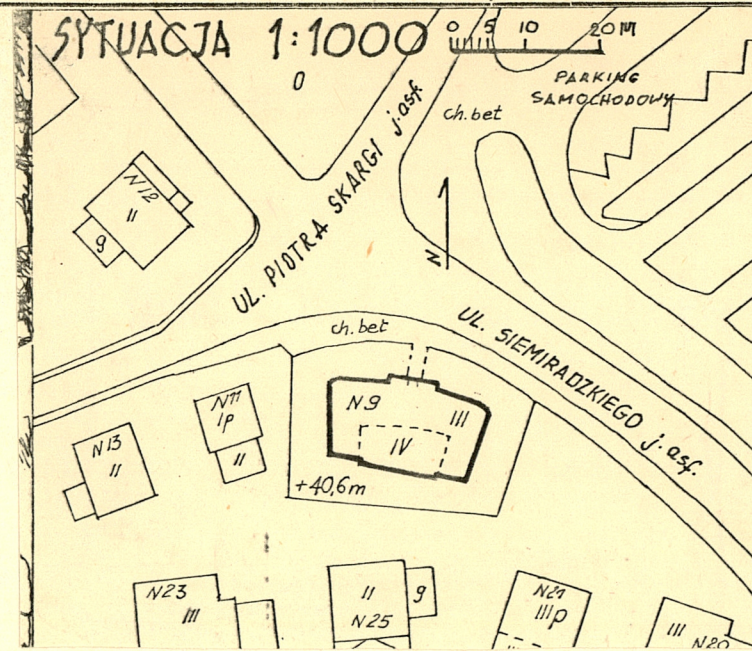 SYTUACJA 1:1000
0 5 10 20 M
PARKING
SAMOCHODOWY
0
ch.bet
UL. PIOTRA SKARGI j.asf.
N12
II
g
N
ch.bet
UL. SIEMIRADZKIEGO j.asf.
N9
III
IV
N11
Ip
II
N13
II
+40,6m
N23
III
II
g
N25
N21
IIIp
III
N20